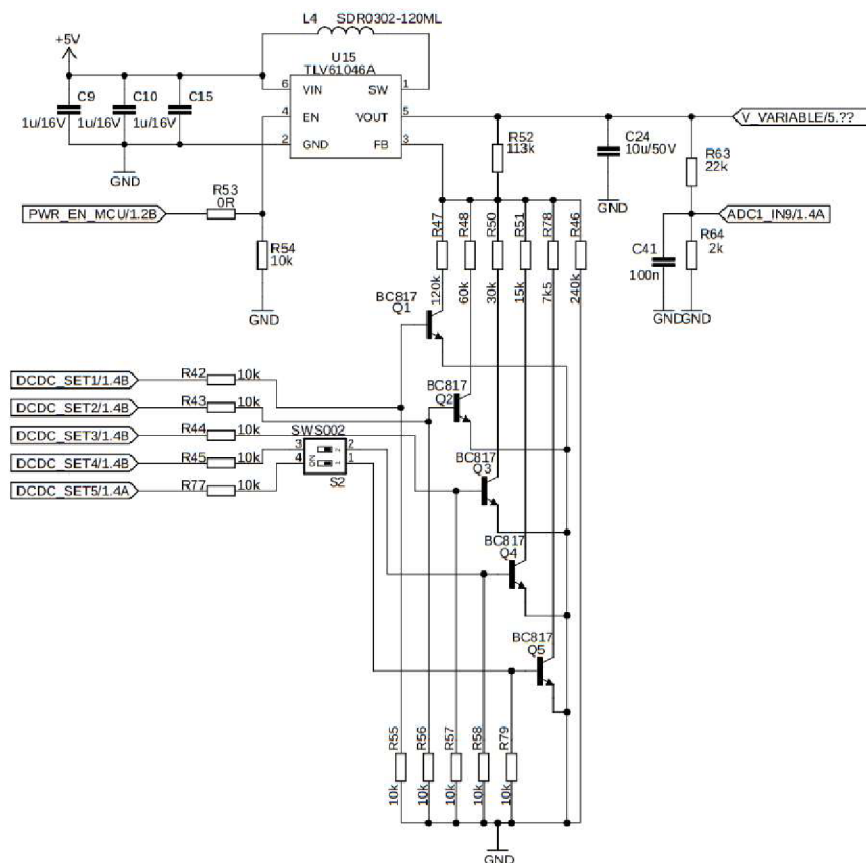 L4 SDR0302-120ML
+5V
U15
TLV61046A
C9
1u/16V
C10
1u/16V
C15
1u/16V
6 VIN SW 1
4 EN VOUT 5
2 GND FB 3
GND
R52
113k
C24
10u/50V
GND
V_VARIABLE/5.??
R63
22k
ADC1_IN9/1.4A
R64
2k
C41
100n
GND
GND
PWR_EN_MCU/1.2B
R53
0R
R54
10k
GND
R47
120k
R48
60k
R50
30k
R51
15k
R78
7k5
R46
240k
BC817
Q1
DCDC_SET1/1.4B
R42 10k
DCDC_SET2/1.4B
R43 10k
DCDC_SET3/1.4B
R44 10k
DCDC_SET4/1.4B
R45 10k
DCDC_SET5/1.4A
R77 10k
SWS002
3 2
4 1
ON
S2
BC817
Q2
BC817
Q3
BC817
Q4
BC817
Q5
R55
10k
R56
10k
R57
10k
R58
10k
R79
10k
GND